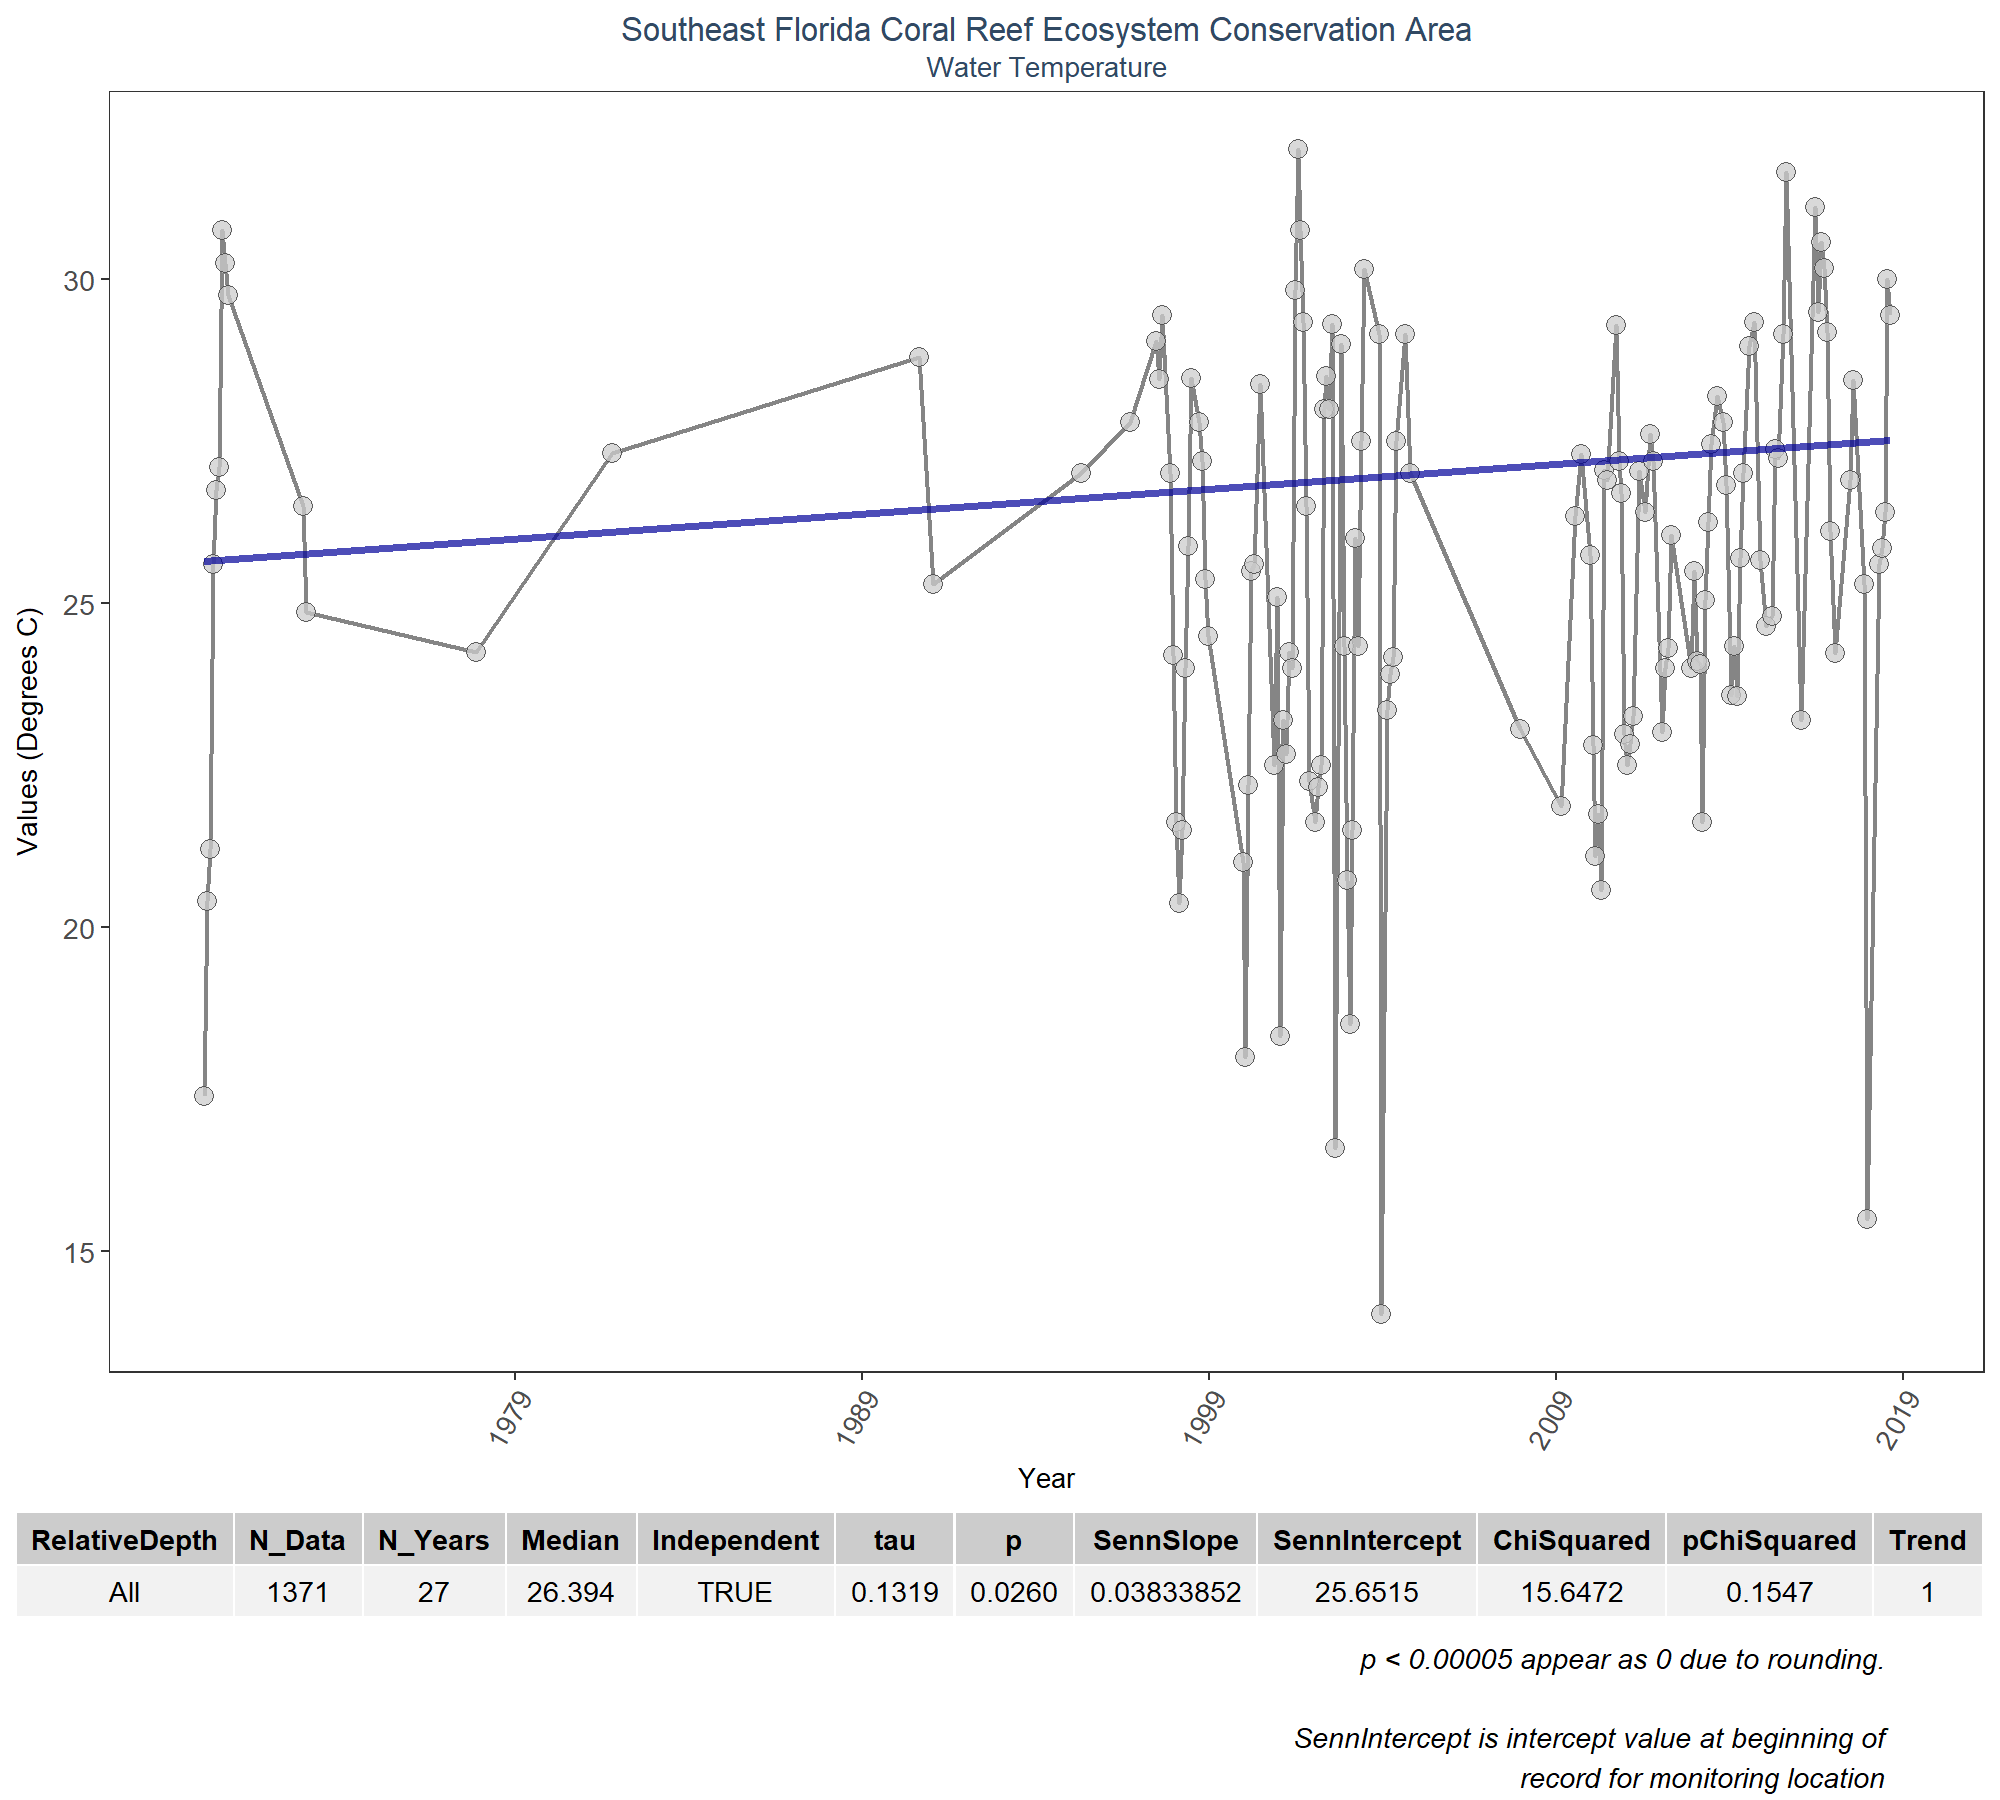 Southeast Florida Coral Reef Ecosystem Conservation Area
Water Temperature
Values (Degrees C)
30
25
20
15
1979
1989
1999
2009
2019
Year
RelativeDepth N_Data N_Years Median Independent tau p SennSlope SennIntercept ChiSquared pChiSquared Trend
All 1371 27 26.394 TRUE 0.1319 0.0260 0.03833852 25.6515 15.6472 0.1547 1
p < 0.00005 appear as 0 due to rounding.
SennIntercept is intercept value at beginning of
record for monitoring location